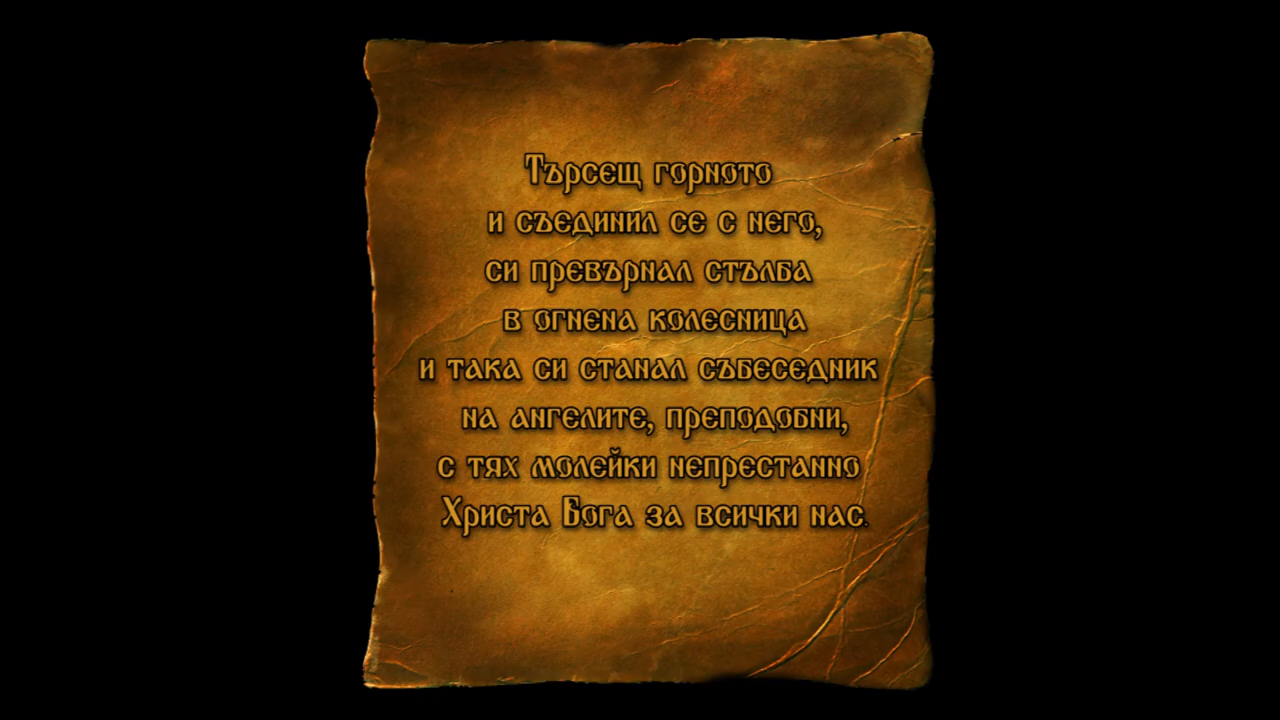 Търсещ горното
и съединил се с него,
си превърнал стълба
в огнена колесница
и така си станал събеседник
на ангелите, преподобни,
с тях молейки непрестанно
Христа Бога за всички нас.